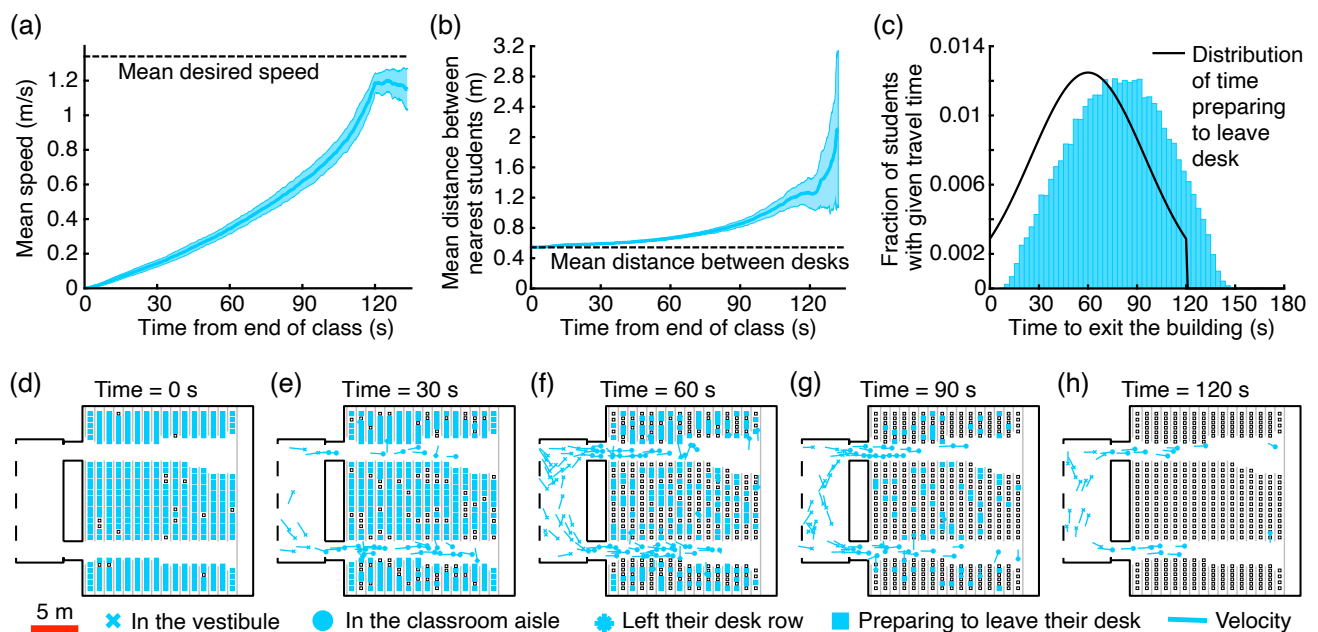 (a)
Mean speed (m/s)
1.2
1
0.8
0.6
0.4
0.2
0
Mean desired speed
0
30
60
90
120
Time from end of class (s)
(b)
Mean distance between
nearest students (m)
3.2
2.8
2.4
2
1.6
1.2
0.8
0.4
0
Mean distance between desks
0
30
60
90
120
Time from end of class (s)
(c)
Fraction of students
with given travel time
0.014
0.01
0.006
0.002
0
Distribution
of time
preparing
to leave
desk
0
30
60
90
120
150
180
Time to exit the building (s)
(d)
Time = 0 s
(e)
Time = 30 s
(f)
Time = 60 s
(g)
Time = 90 s
(h)
Time = 120 s
5 m
In the vestibule
In the classroom aisle
Left their desk row
Preparing to leave their desk
Velocity